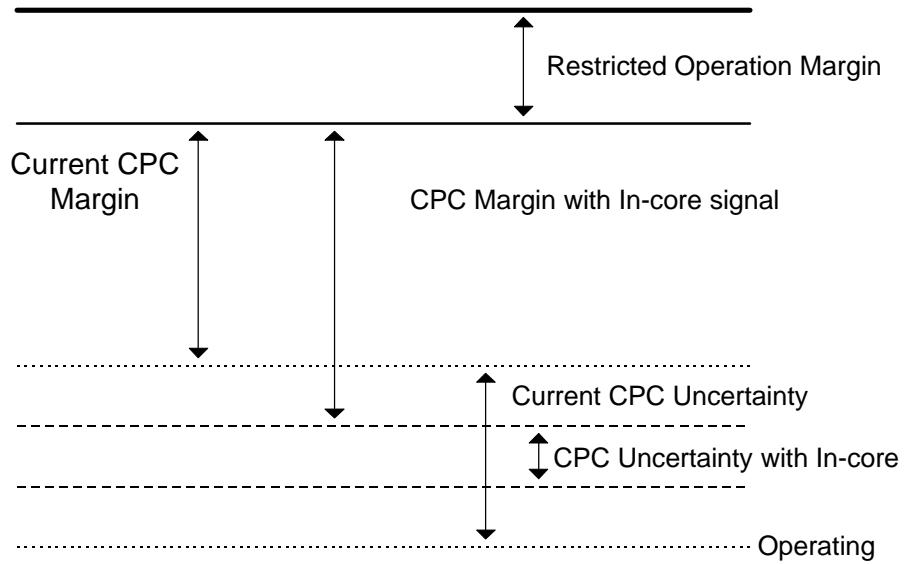 Restricted Operation Margin
Current CPC
Margin
CPC Margin with In-core signal
Current CPC Uncertainty
CPC Uncertainty with In-core
Operating